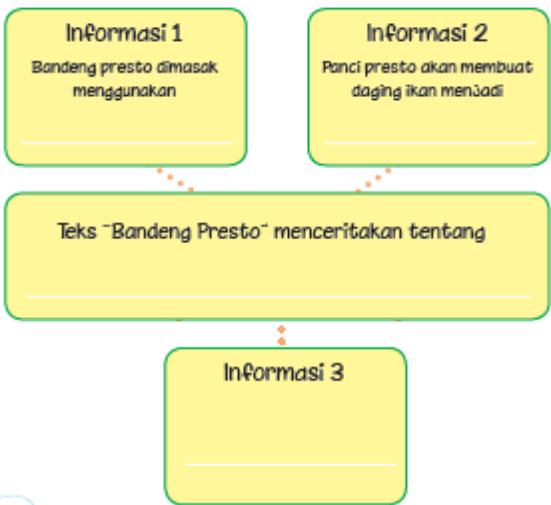 Informasi 1
Bandeng presto dimasak
menggunakan
Informasi 2
Panci presto akan membuat
daging ikan menjadi
Teks "Bandeng Presto" menceritakan tentang
Informasi 3